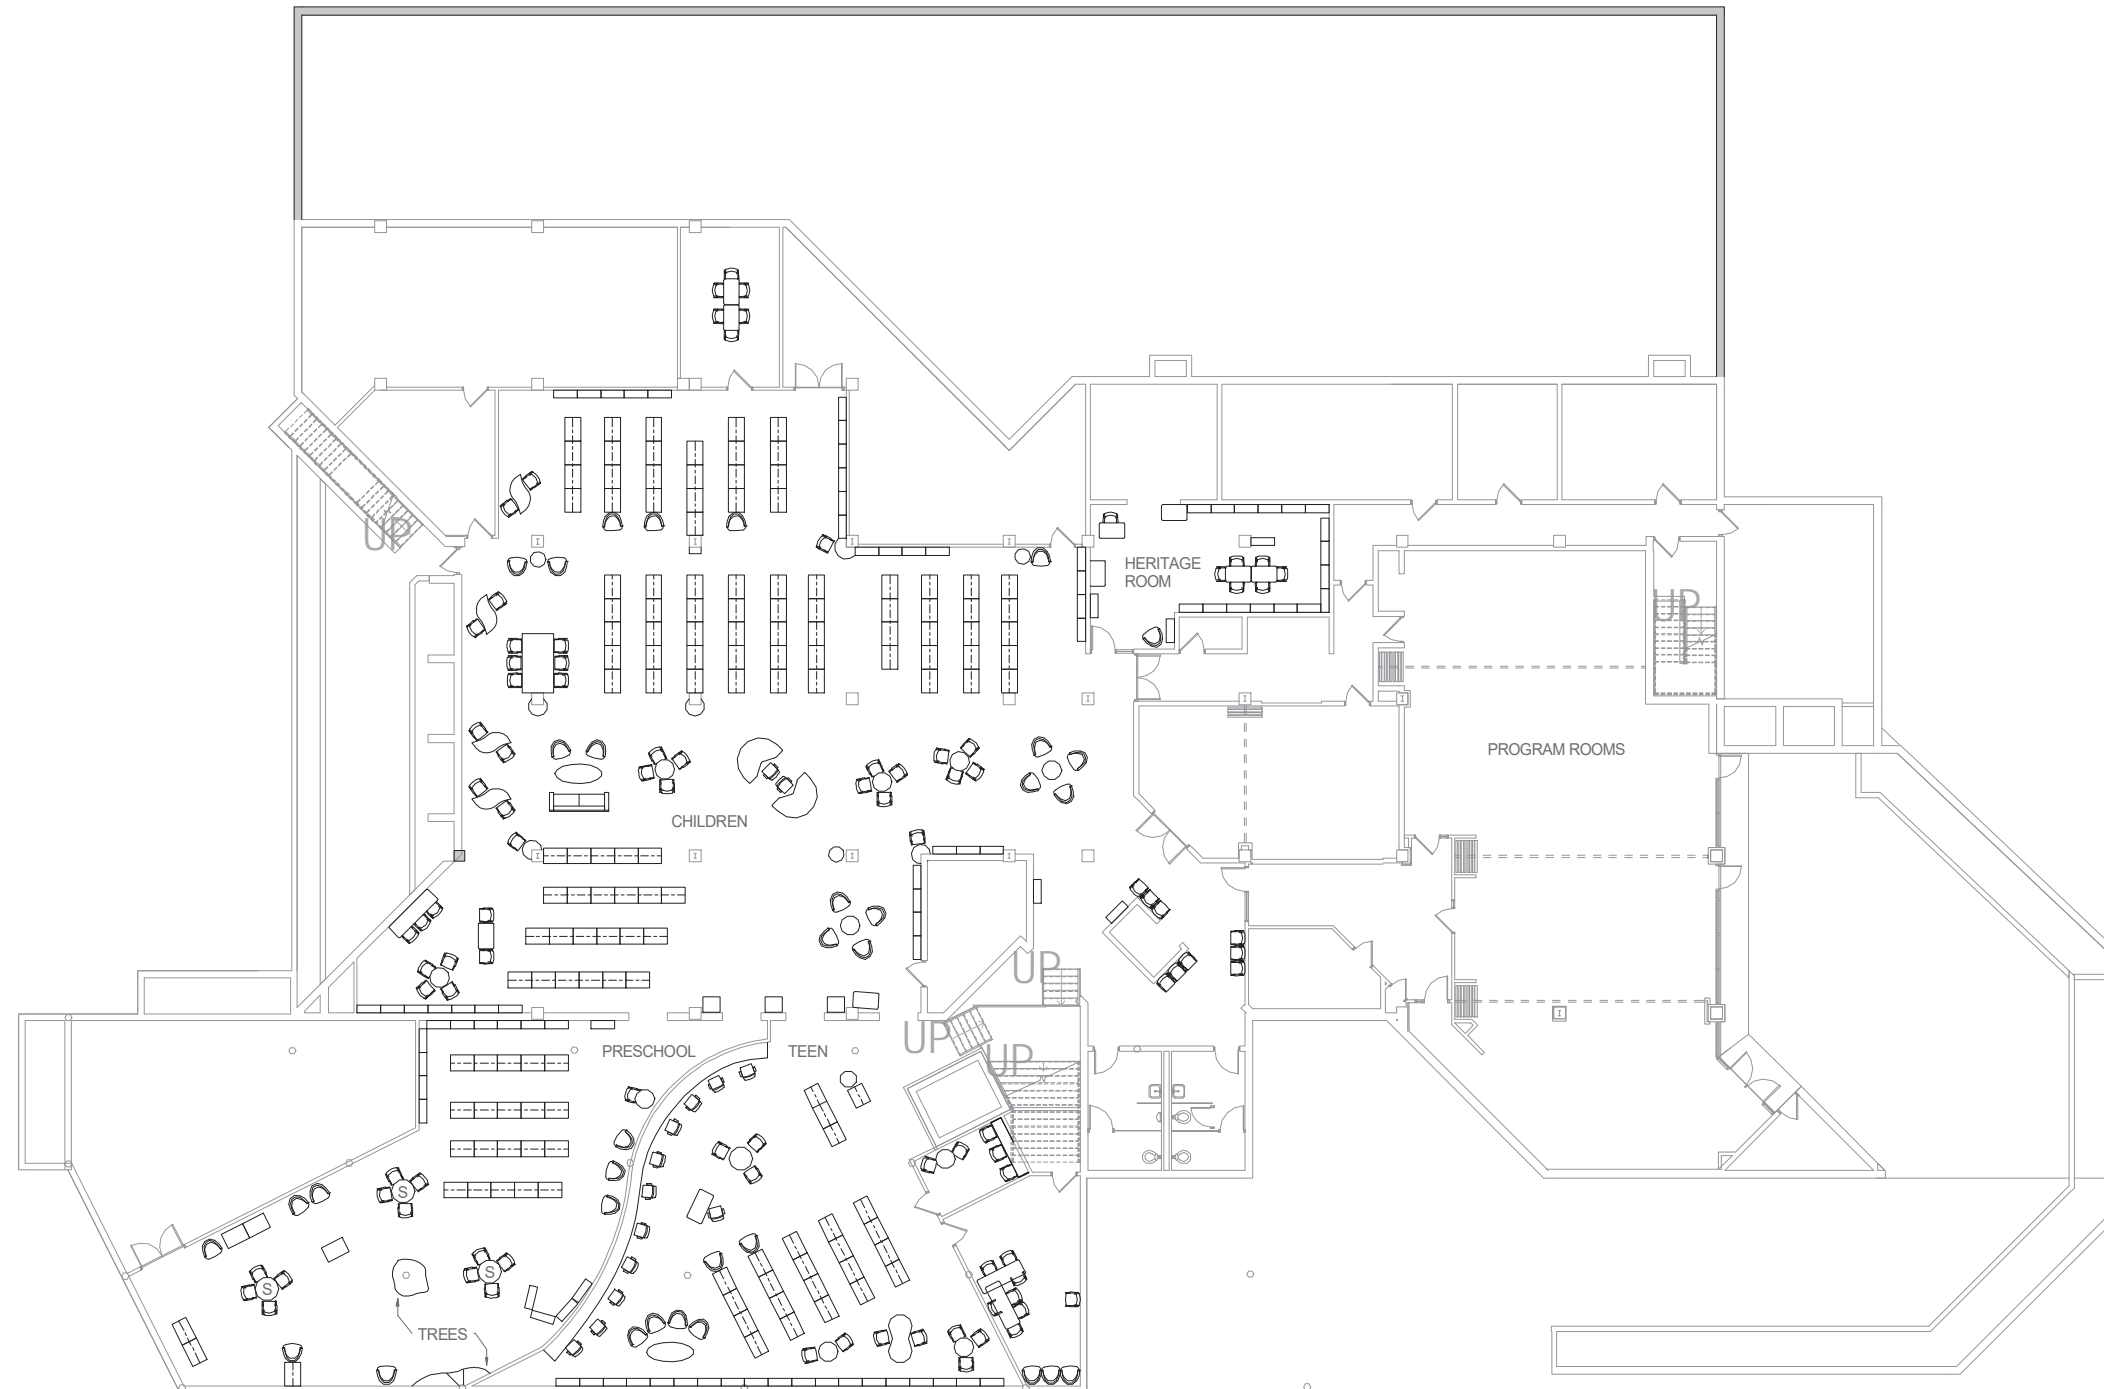 UP
HERITAGE
ROOM
UP
PROGRAM ROOMS
CHILDREN
UP
UP
UP
PRESCHOOL
TEEN
S
S
S
TREES